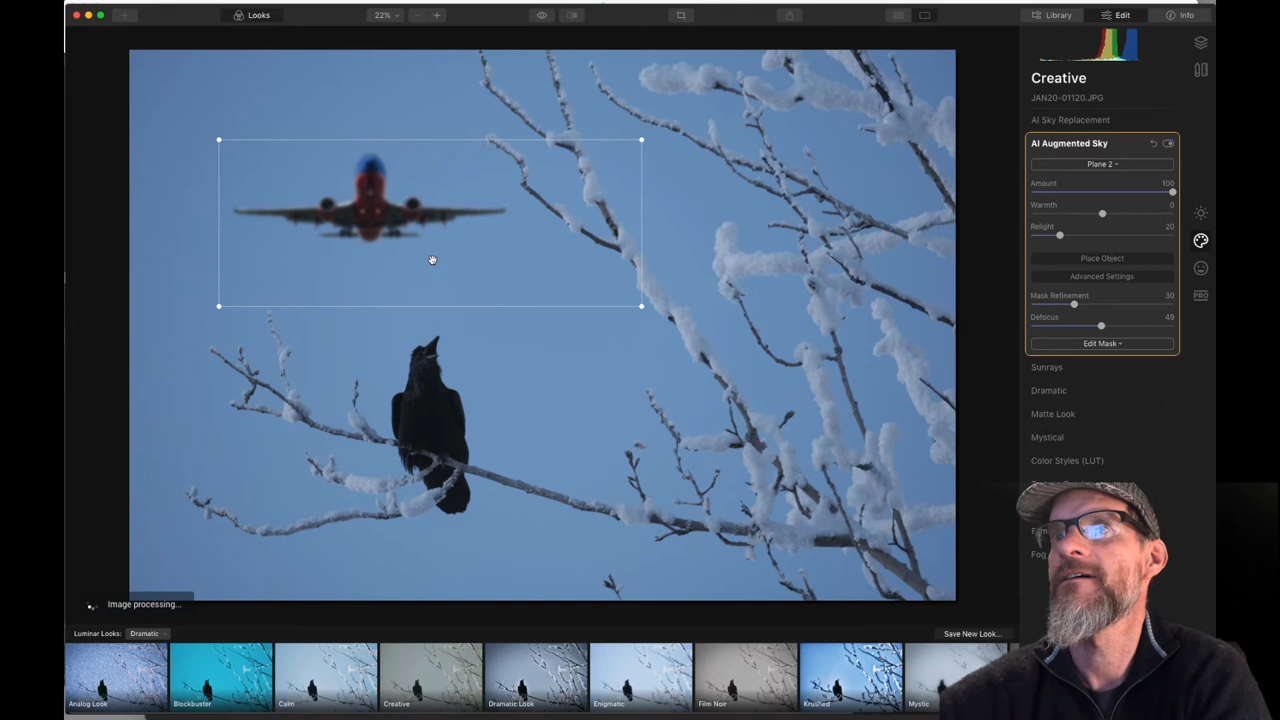 Looks
22%
Library
Edit
Info
Creative
JAN20-01120.JPG
AI Sky Replacement
AI Augmented Sky
Plane 2
Amount 100
Warmth 0
Relight 20
Place Object
Advanced Settings
Mask Refinement 30
Defocus 49
Edit Mask
Sunrays
Dramatic
Matte Look
Mystical
Color Styles (LUT)
PRO
Fog
Image processing...
Luminar Looks: Dramatic
Save New Look...
Analog Look
Blockbuster
Calm
Creative
Dramatic Look
Enigmatic
Film Noir
Krushed
Mystic